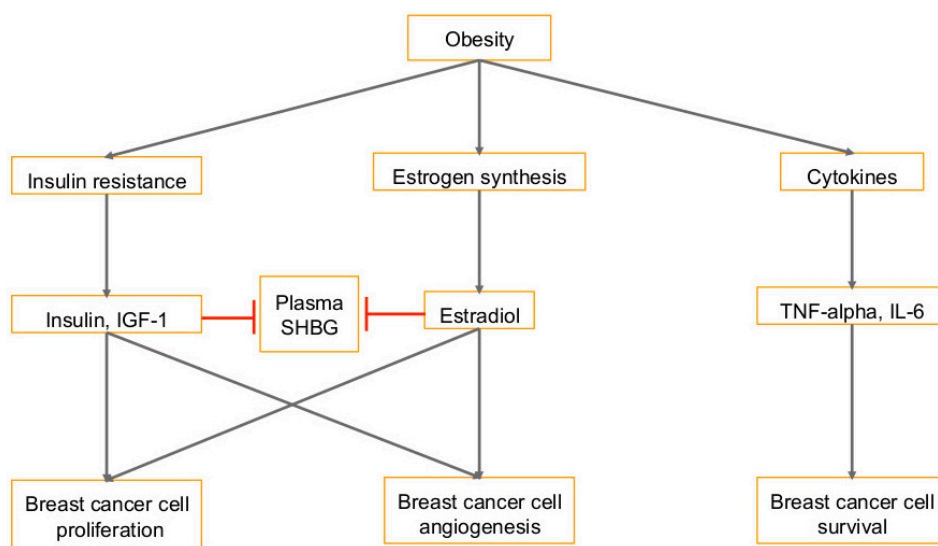 Obesity
Insulin resistance
Estrogen synthesis
Cytokines
Insulin, IGF-1
Plasma
SHBG
Estradiol
TNF-alpha, IL-6
Breast cancer cell
proliferation
Breast cancer cell
angiogenesis
Breast cancer cell
survival